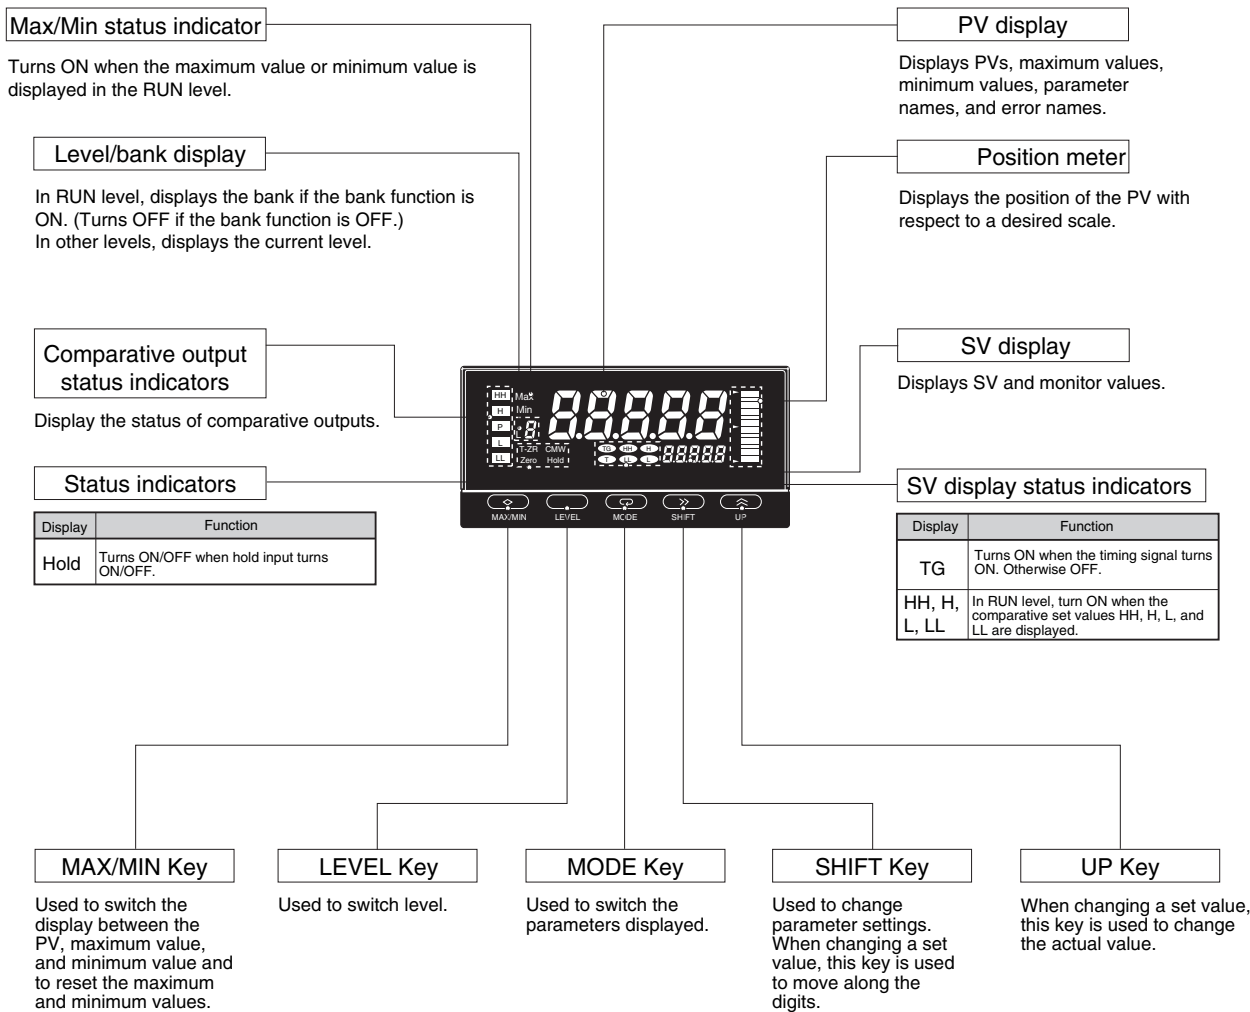 Max/Min status indicator
Turns ON when the maximum value or minimum value is
displayed in the RUN level.
Level/bank display
In RUN level, displays the bank if the bank function is
ON. (Turns OFF if the bank function is OFF.)
In other levels, displays the current level.
Comparative output
status indicators
Display the status of comparative outputs.
Status indicators
Display Function
Hold Turns ON/OFF when hold input turns
ON/OFF.
PV display
Displays PVs, maximum values,
minimum values, parameter
names, and error names.
Position meter
Displays the position of the PV with
respect to a desired scale.
SV display
Displays SV and monitor values.
SV display status indicators
Display Function
TG Turns ON when the timing signal turns
ON. Otherwise OFF.
HH, H,
L, LL
In RUN level, turn ON when the
comparative set values HH, H, L, and
LL are displayed.
HH Max
H Min
P
L
LL
8.8.8.8.8
8
T-ZR CMW
Zero Hold
TG HH H
T LL L
88888
MAX/MIN LEVEL MODE SHIFT UP
MAX/MIN Key
Used to switch the
display between the
PV, maximum value,
and minimum value and
to reset the maximum
and minimum values.
LEVEL Key
Used to switch level.
MODE Key
Used to switch the
parameters displayed.
SHIFT Key
Used to change
parameter settings.
When changing a set
value, this key is used
to move along the
digits.
UP Key
When changing a set value,
this key is used to change
the actual value.